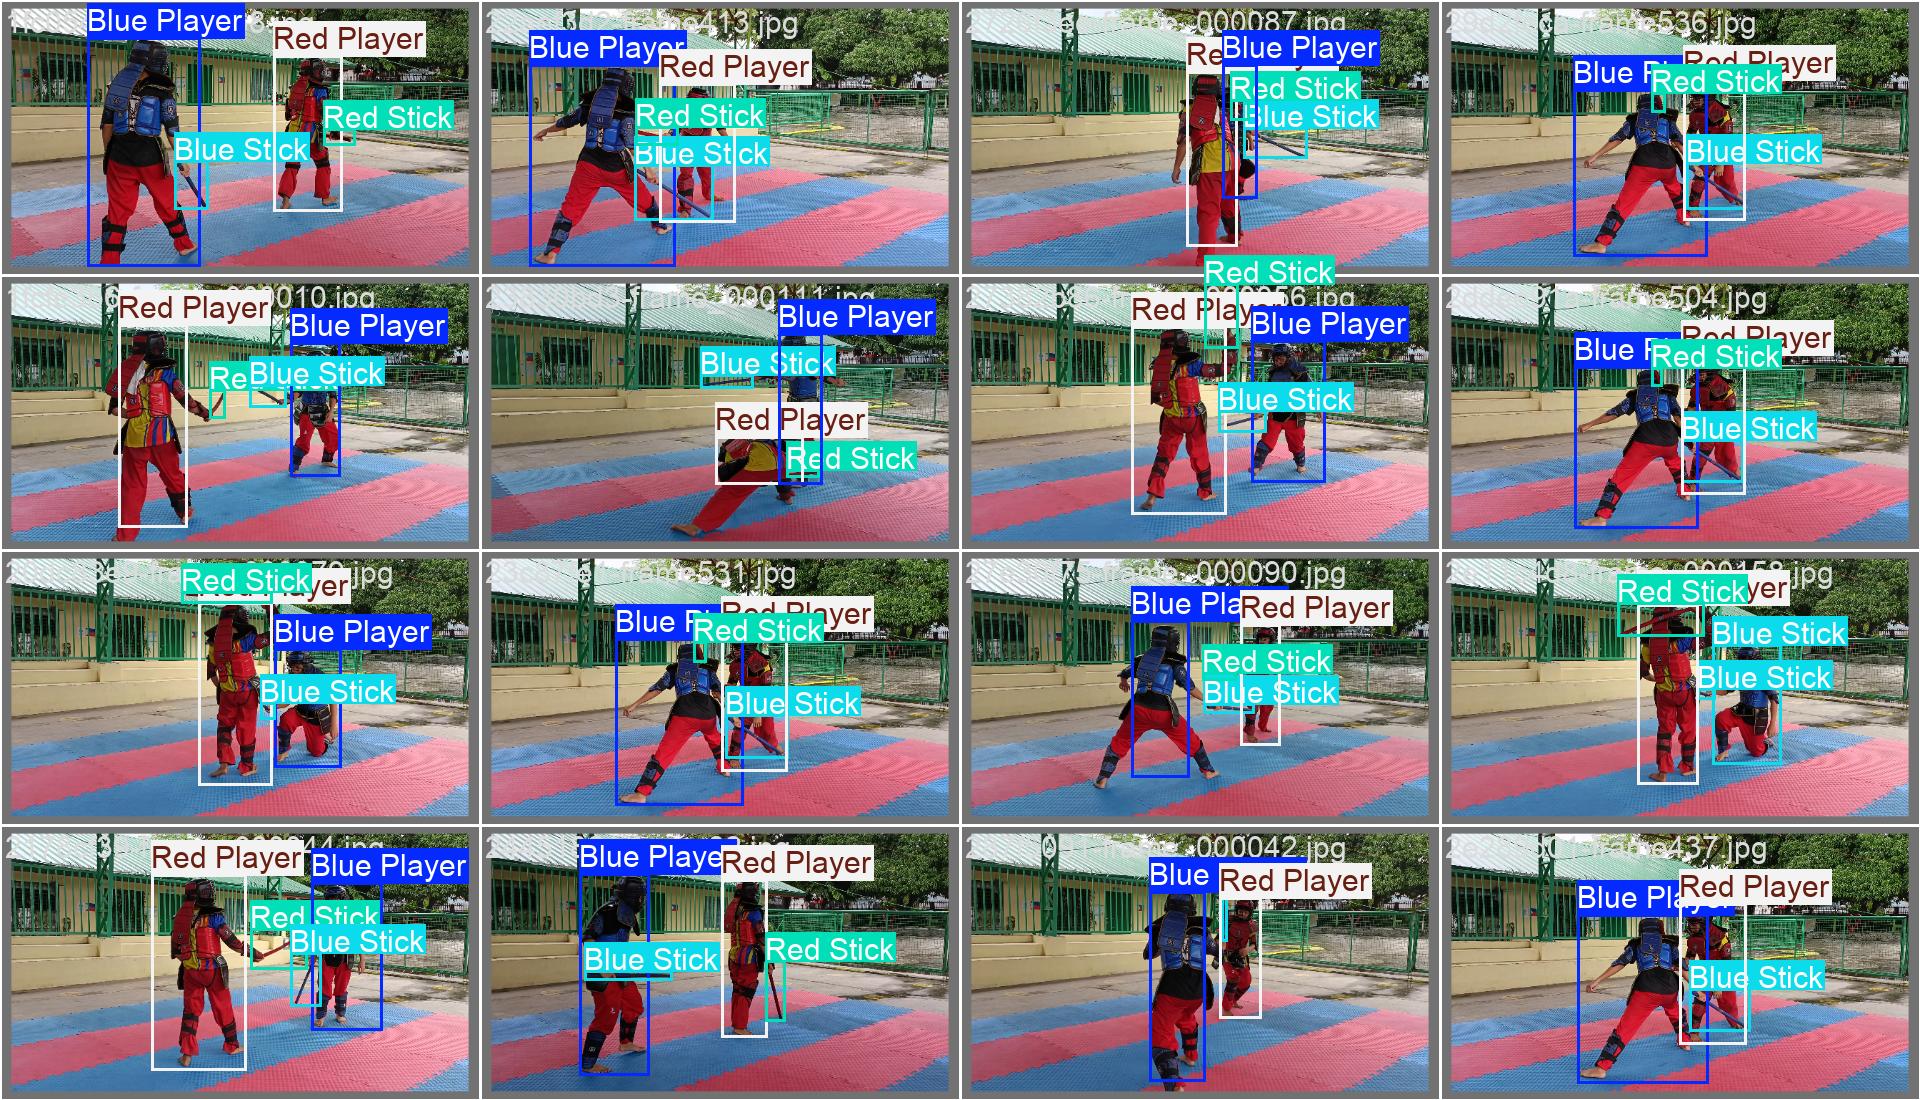 Blue Player
Red Player
Red Stick
Blue Stick
frame413.jpg
Blue Player
Red Player
Red Stick
Blue Stick
000087.jpg
Blue Player
Red Stick
Blue Stick
frame536.jpg
Red Player
Red Stick
Blue Stick
000010.jpg
Red Player
Blue Player
Blue Stick
000111.jpg
Blue Player
Blue Stick
Red Player
Red Stick
Red Stick
Blue Player
Blue Stick
frame504.jpg
Red Player
Red Stick
Blue Stick
Red Stick
Blue Player
Blue Stick
frame531.jpg
Red Player
Red Stick
Blue Stick
frame_000090.jpg
Red Player
Red Stick
Blue Stick
000158.jpg
Red Stick
Blue Stick
Blue Stick
Red Player
Blue Player
Red Stick
Blue Stick
Blue Player
Red Player
Blue Stick
Red Stick
000042.jpg
Blue
Red Player
frame437.jpg
Blue Player
Red Player
Blue Stick